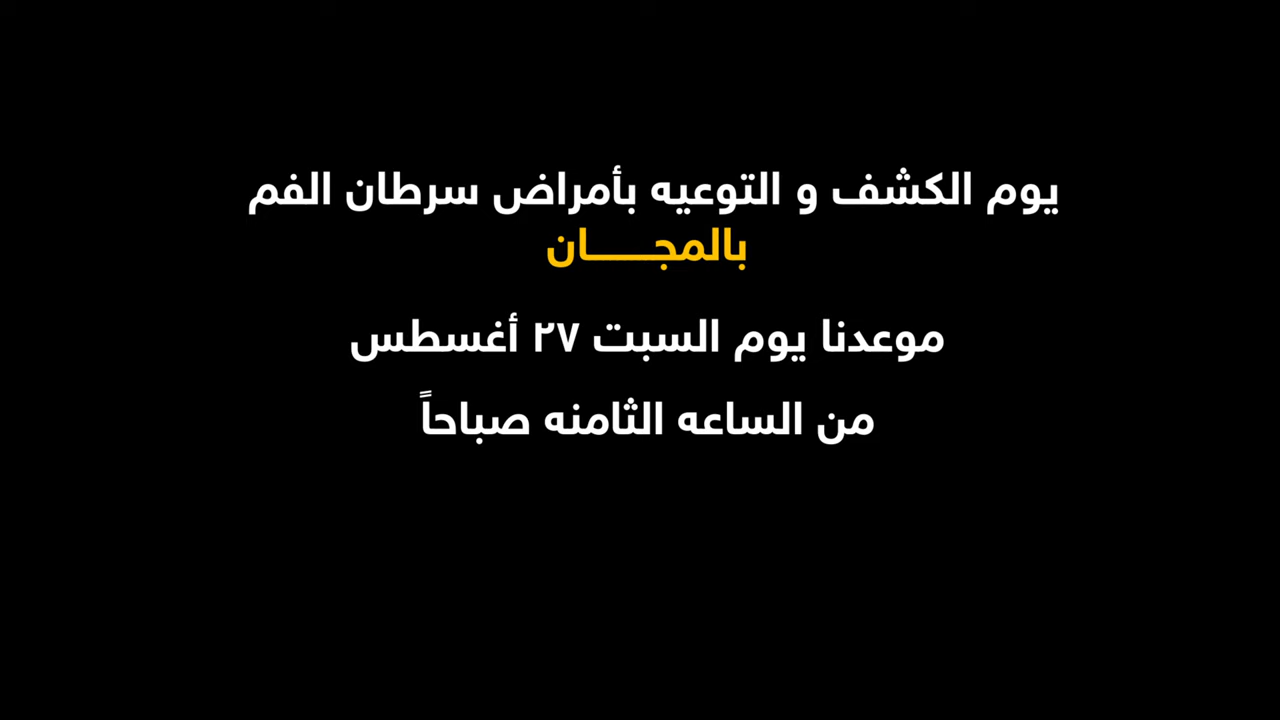 يوم الكشف و التوعيه بأمراض سرطان الفم
بالمجـــــان
موعدنا يوم السبت ٢٧ أغسطس
من الساعه الثامنه صباحاً